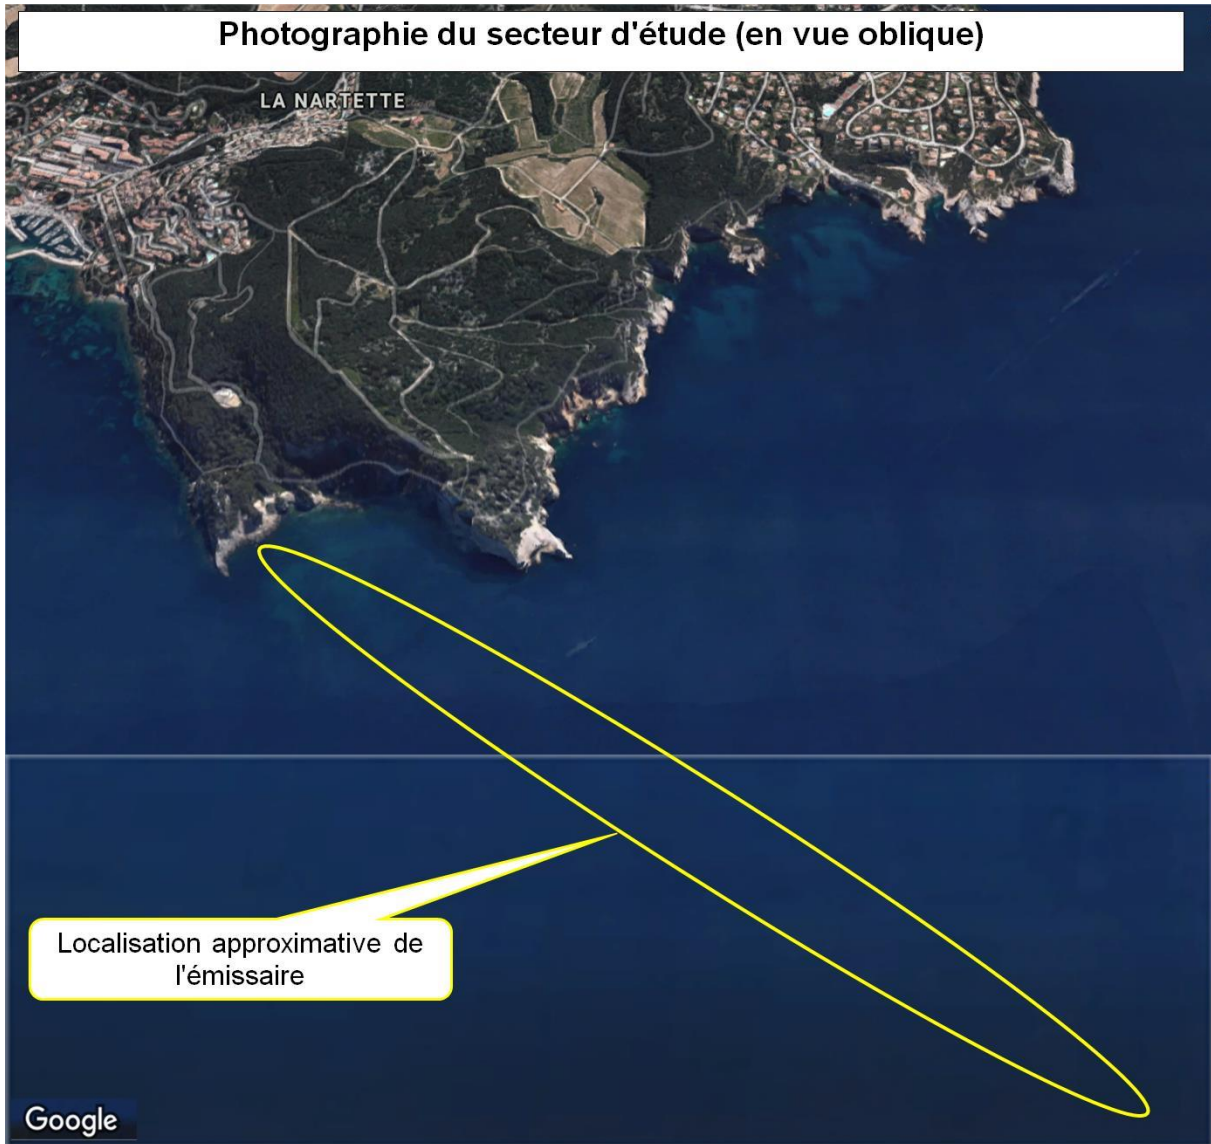 Photographie du secteur d'étude (en vue oblique)
LA NARTETTE
Localisation approximative de
l'émissaire
Google